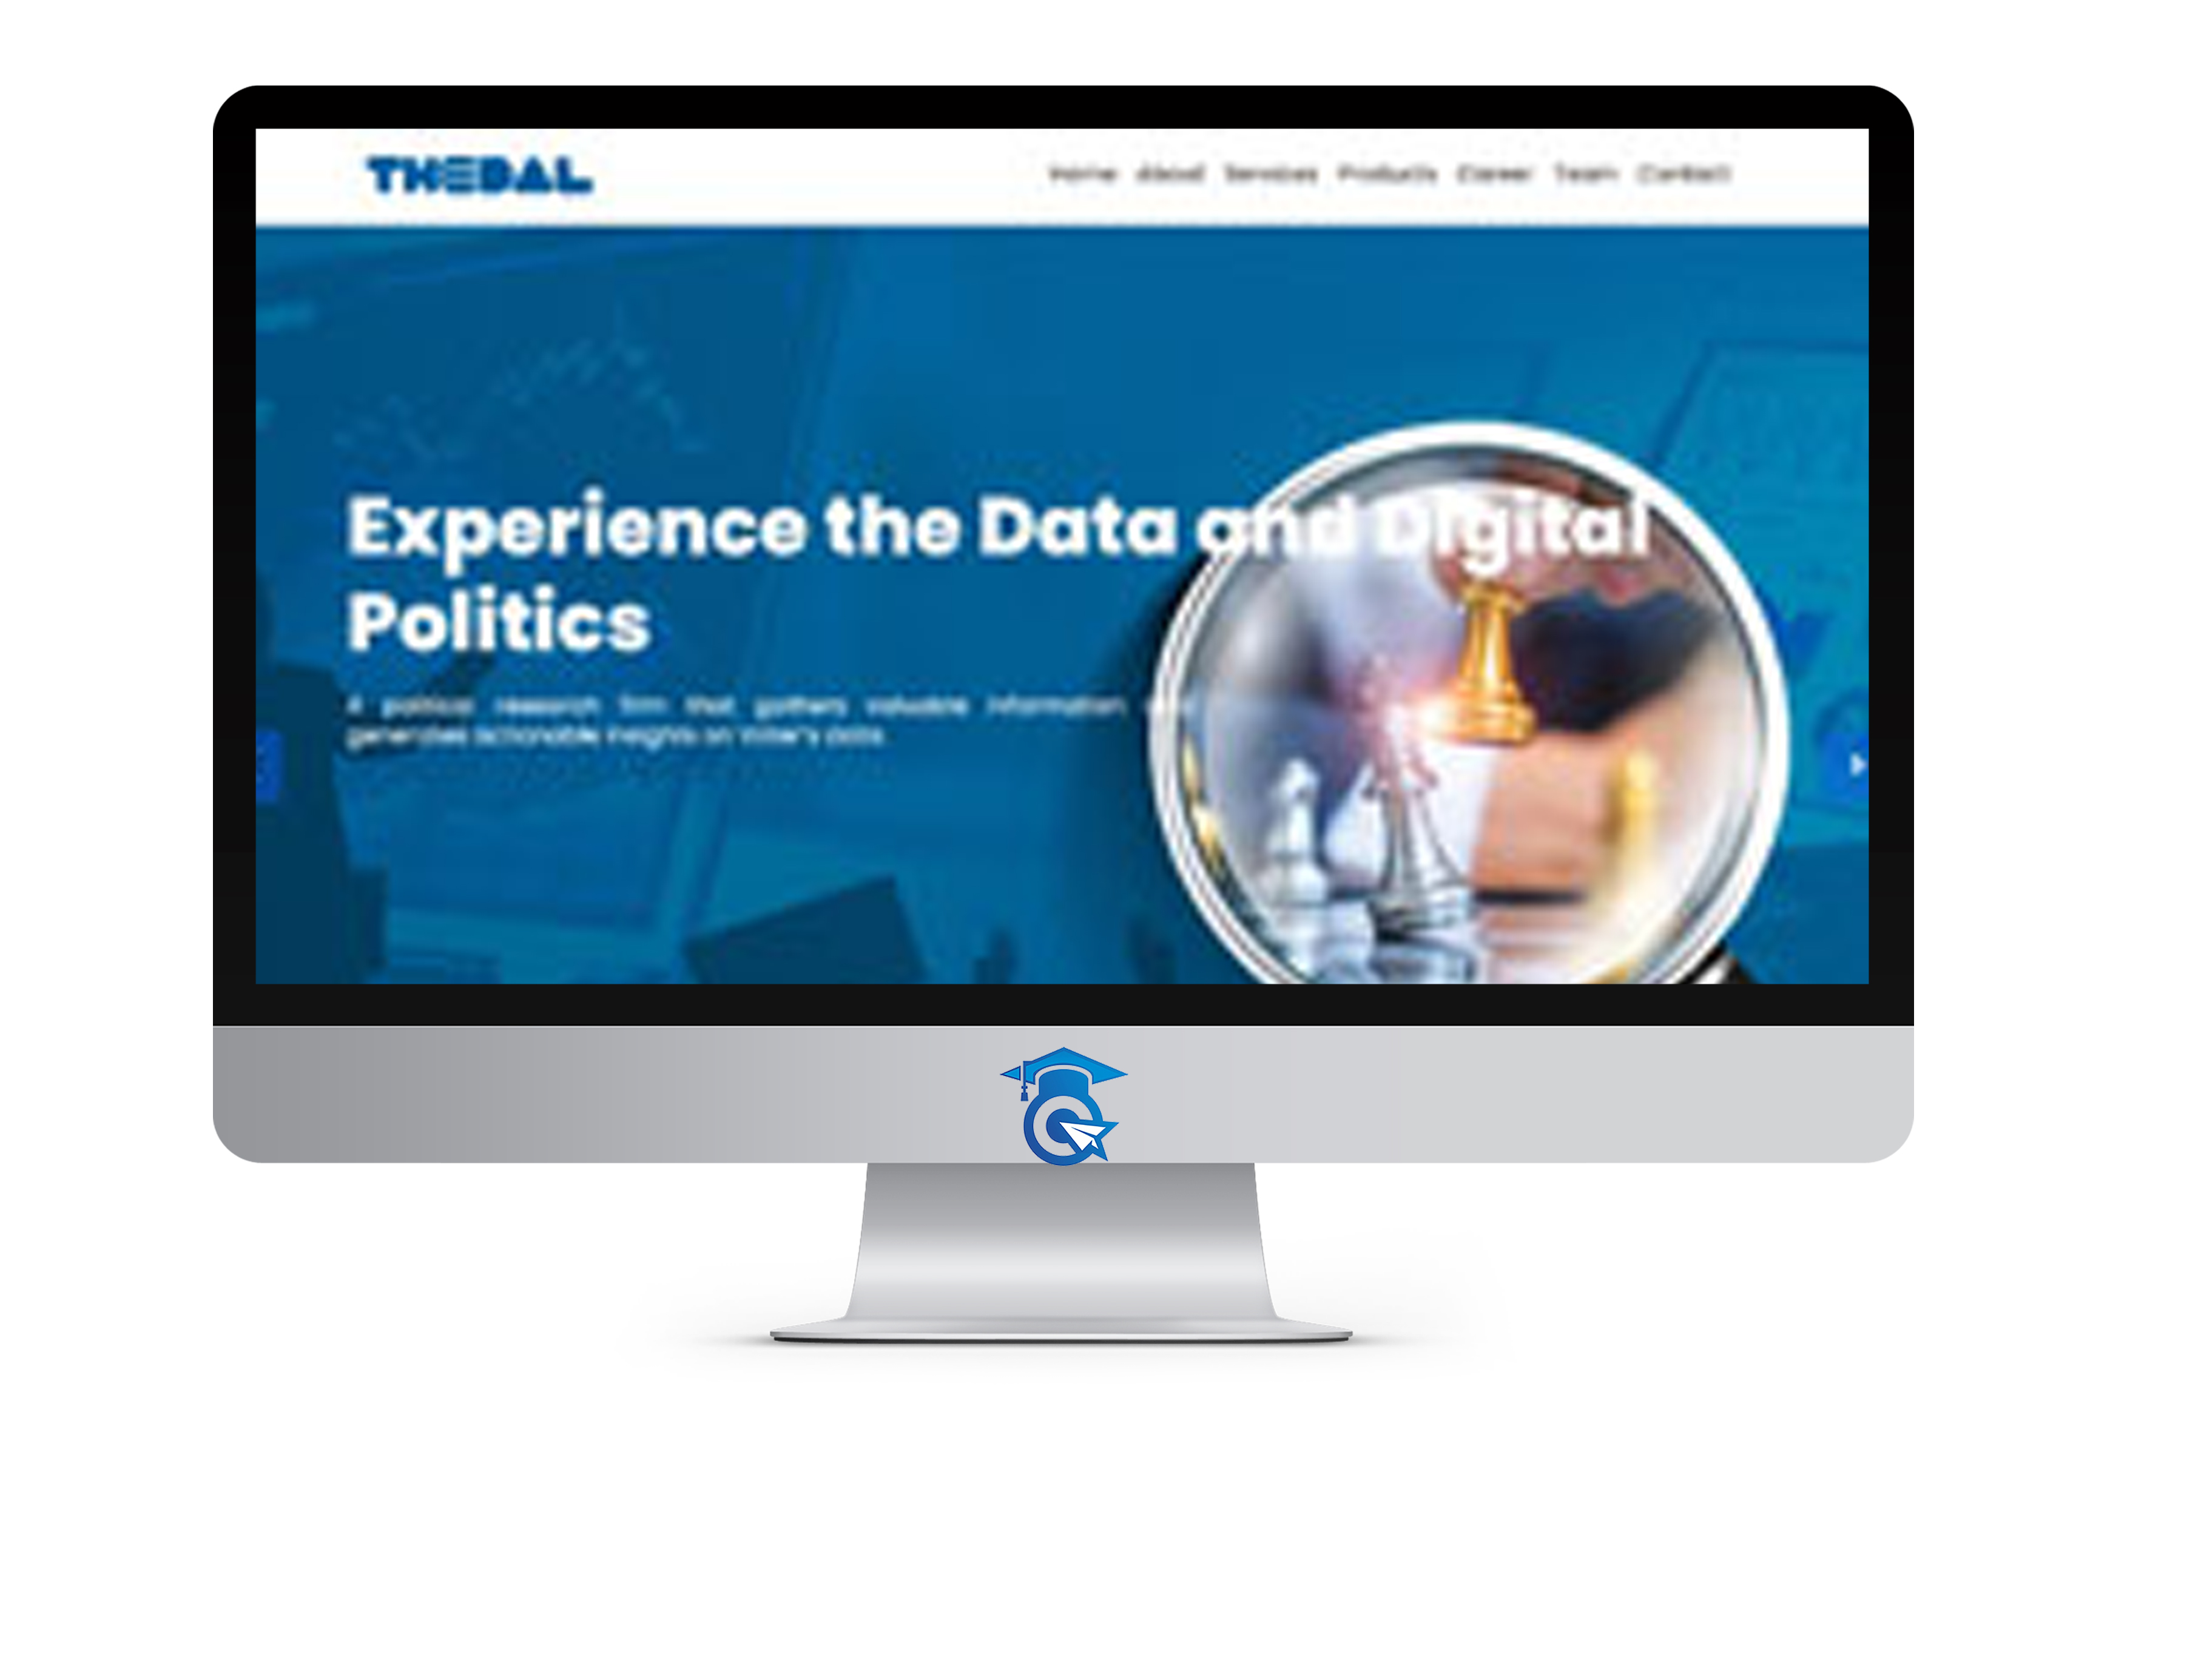 THEDAL
Home About Services Products Career Team Contact
Experience the Data and Digital
Politics
A political research firm that gathers valuable information
generates actionable insights on Voter's data